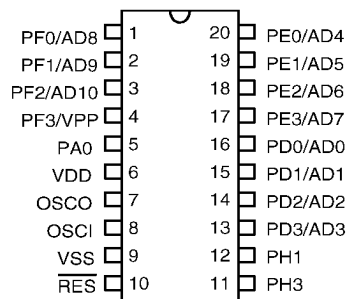 PF0/AD8 1 20 PE0/AD4
PF1/AD9 2 19 PE1/AD5
PF2/AD10 3 18 PE2/AD6
PF3/VPP 4 17 PE3/AD7
PA0 5 16 PD0/AD0
VDD 6 15 PD1/AD1
OSCO 7 14 PD2/AD2
OSCI 8 13 PD3/AD3
VSS 9 12 PH1
RES 10 11 PH3